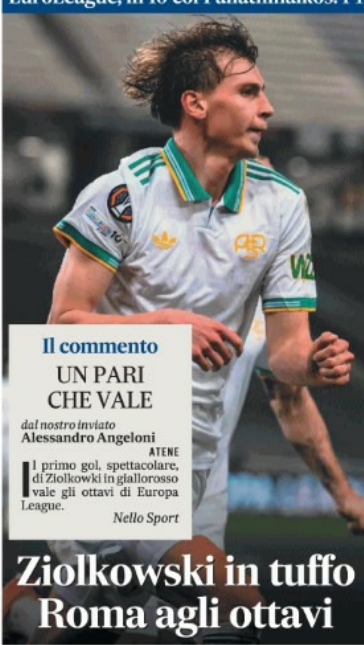 Il commento
UN PARI
CHE VALE
dal nostro inviato
Alessandro Angeloni
ATENE
Il primo gol, spettacolare,
di Ziolkowki in giallorosso
vale gli ottavi di Europa
League.
Nello Sport
Ziolkowski in tuffo
Roma agli ottavi